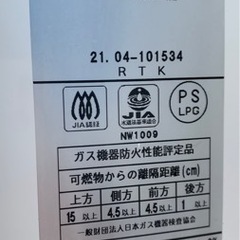 21.04-101534
RTK
JIA認証
JIA
NW1009
PS
LPG
ガス機器防火性能評定品
可燃物からの離隔距離(cm)
上方 側方 前方 後方
15以上 4.5以上 4.5以上 1以上
一般財団法人日本ガス機器検査協会